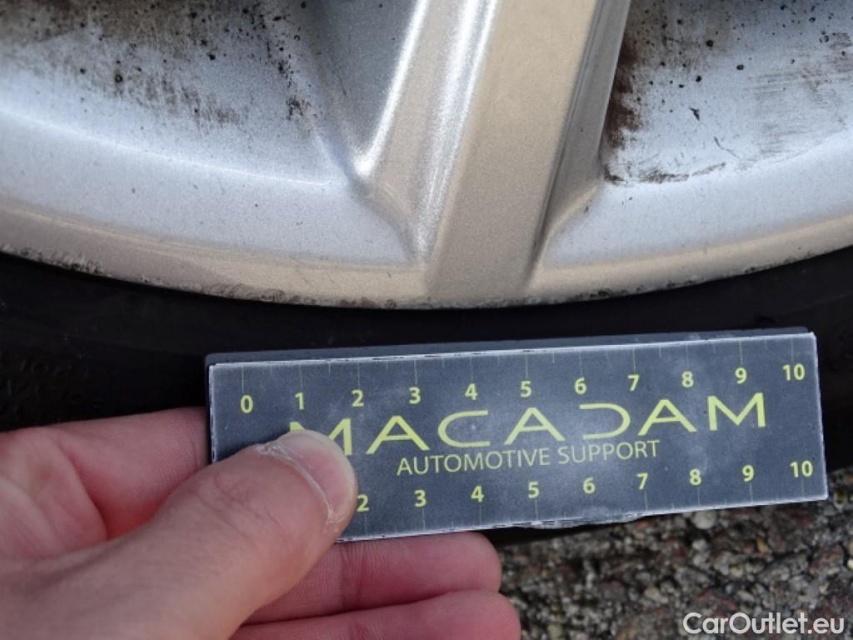 0 1 2 3 4 5 6 7 8 9 10
MACADAM
AUTOMOTIVE SUPPORT
2 3 4 5 6 7 8 9 10
CarOutlet.eu